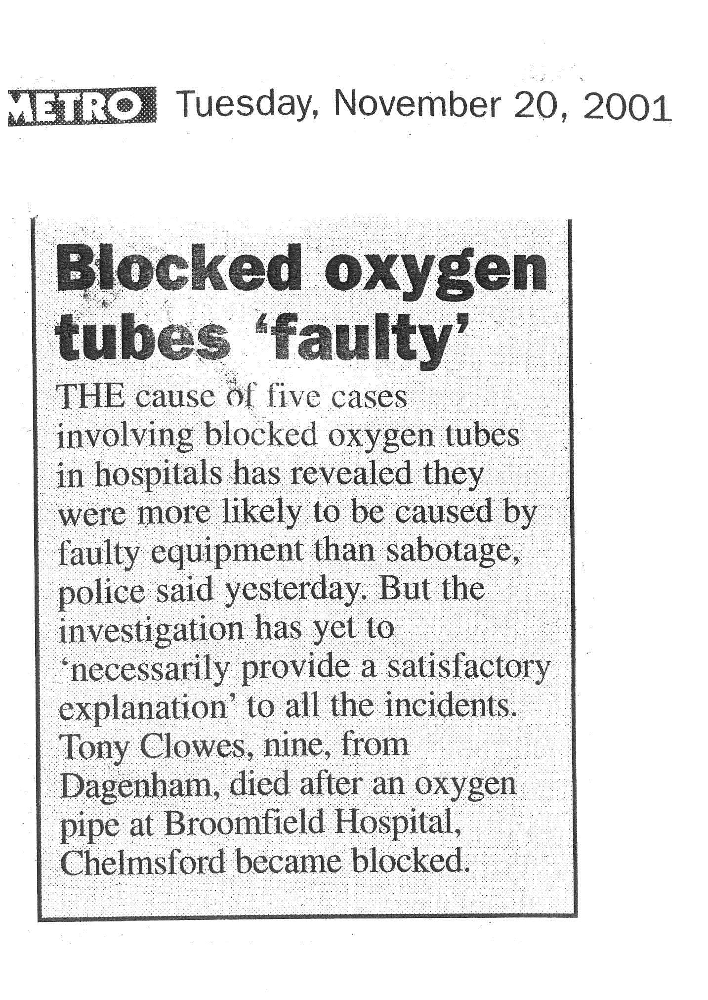 METRO Tuesday, November 20, 2001
Blocked oxygen
tubes ‘faulty’
THE cause of five cases
involving blocked oxygen tubes
in hospitals has revealed they
were more likely to be caused by
faulty equipment than sabotage,
police said yesterday. But the
investigation has yet to
‘necessarily provide a satisfactory
explanation’ to all the incidents.
Tony Clowes, nine, from
Dagenham, died after an oxygen
pipe at Broomfield Hospital,
Chelmsford became blocked.